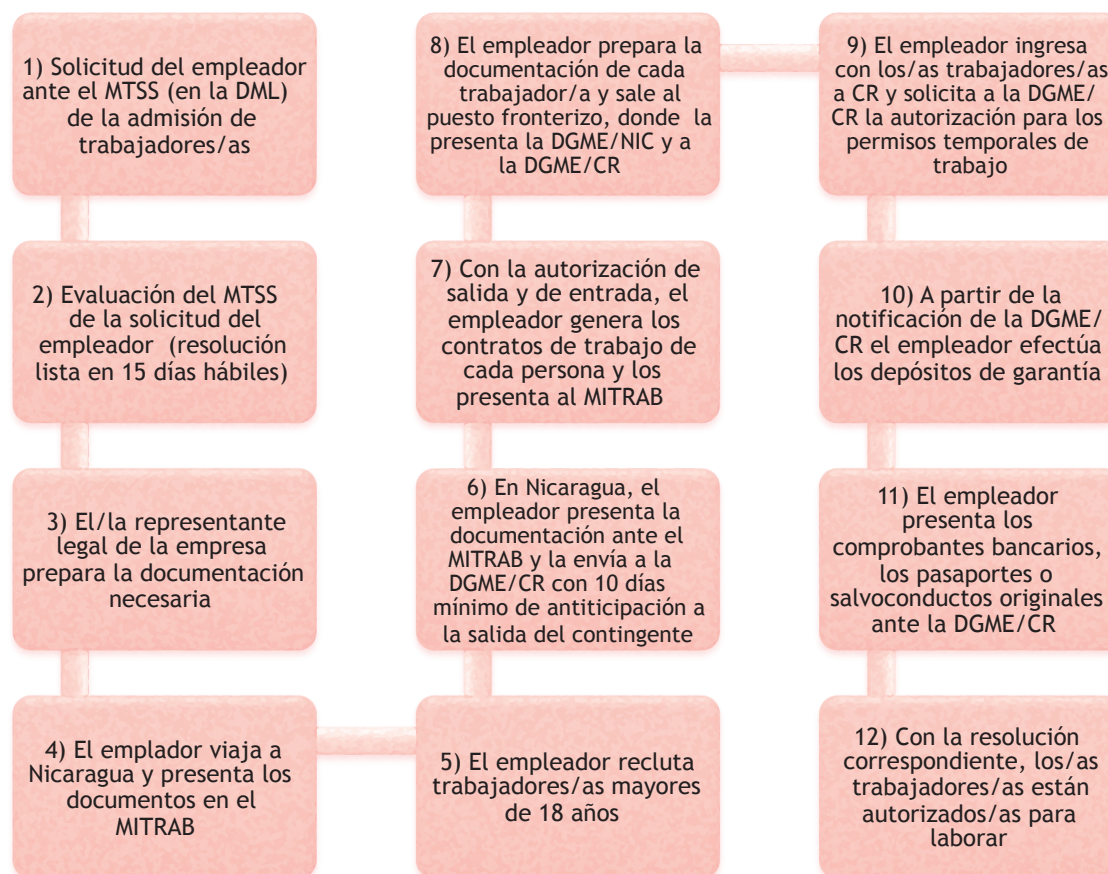 1) Solicitud del empleador
ante el MTSS (en la DML)
de la admisión de
trabajadores/as
2) Evaluación del MTSS
de la solicitud del
empleador (resolución
lista en 15 días hábiles)
3) El/la representante
legal de la empresa
prepara la documentación
necesaria
4) El emplador viaja a
Nicaragua y presenta los
documentos en el
MITRAB
5) El empleador recluta
trabajadores/as mayores
de 18 años
6) En Nicaragua, el
empleador presenta la
documentación ante el
MITRAB y la envía a la
DGME/CR con 10 días
mínimo de antiticipación a
la salida del contingente
7) Con la autorización de
salida y de entrada, el
empleador genera los
contratos de trabajo de
cada persona y los
presenta al MITRAB
8) El empleador prepara la
documentación de cada
trabajador/a y sale al
puesto fronterizo, donde la
presenta la DGME/NIC y a
la DGME/CR
9) El empleador ingresa
con los/as trabajadores/as
a CR y solicita a la DGME/
CR la autorización para los
permisos temporales de
trabajo
10) A partir de la
notificación de la DGME/
CR el empleador efectúa
los depósitos de garantía
11) El empleador
presenta los
comprobantes bancarios,
los pasaportes o
salvoconductos originales
ante la DGME/CR
12) Con la resolución
correspondiente, los/as
trabajadores/as están
autorizados/as para
laborar